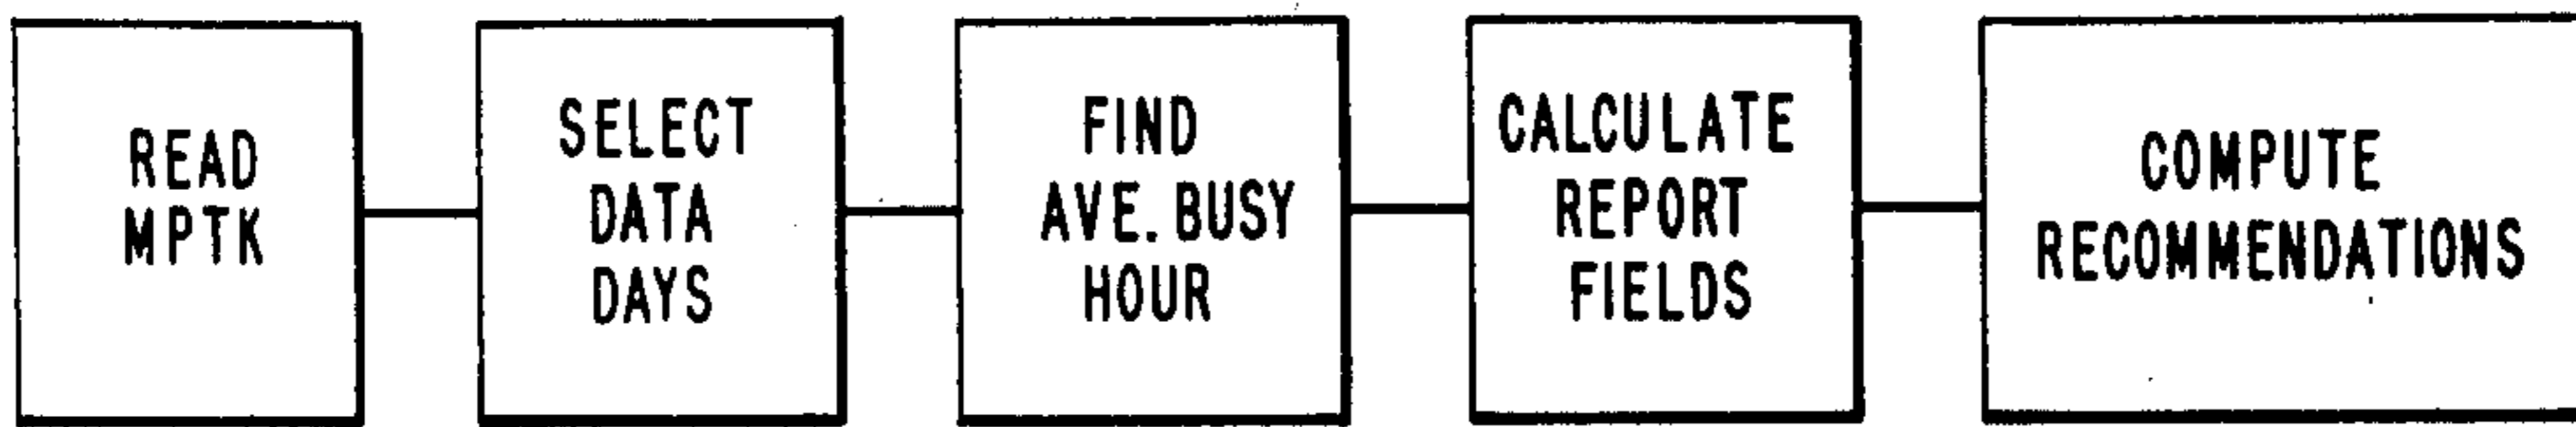 READ
MPTK
SELECT
DATA
DAYS
FIND
AVE. BUSY
HOUR
CALCULATE
REPORT
FIELDS
COMPUTE
RECOMMENDATIONS